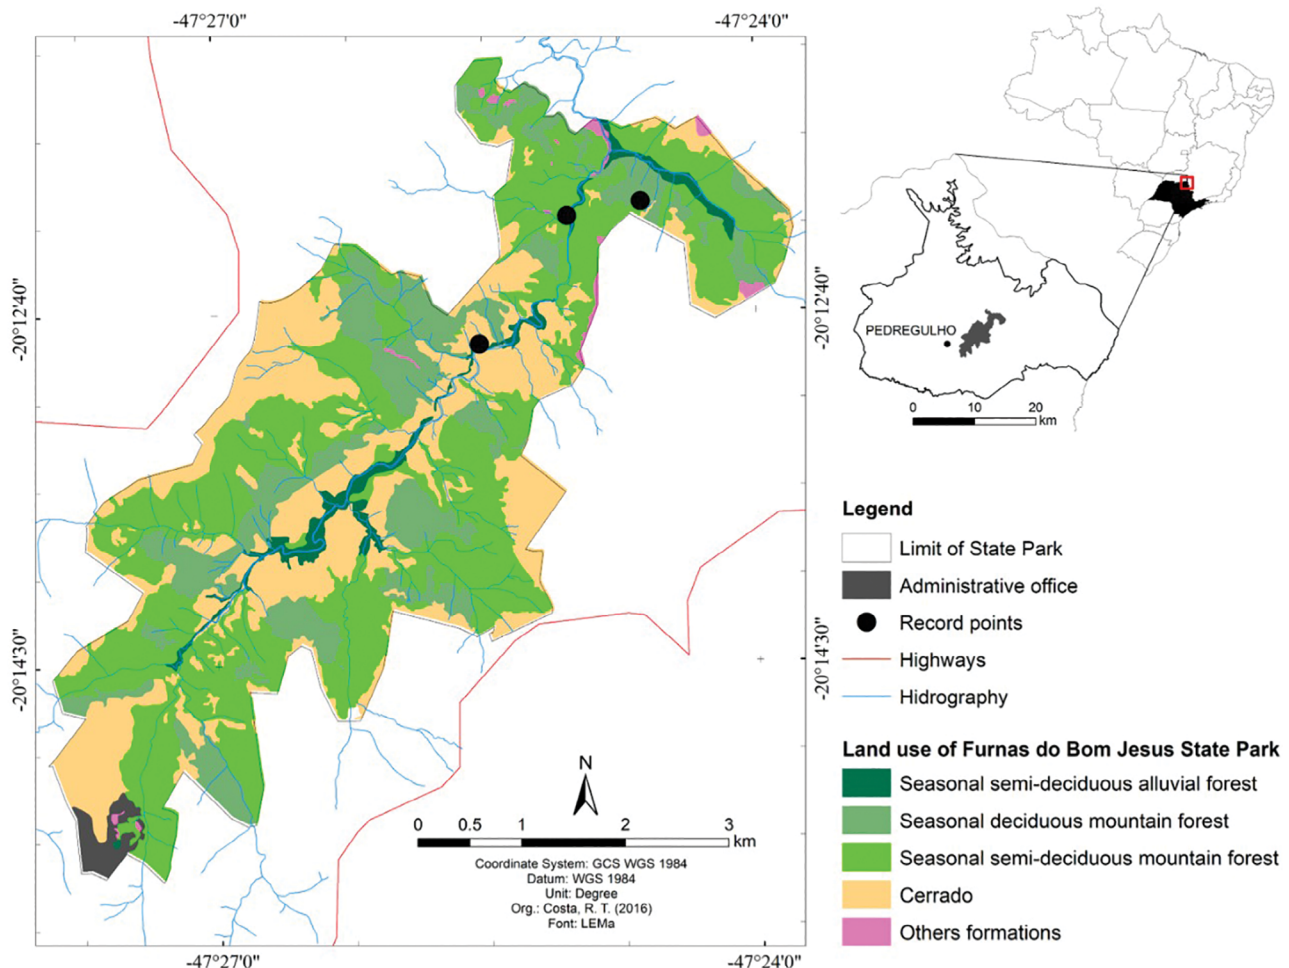 -47°27'0"
-47°24'0"
-20°12'40"
-20°12'40"
-20°14'30"
-20°14'30"
-47°27'0"
-47°24'0"
N
0 0.5 1 2 3 km
Coordinate System: GCS WGS 1984
Datum: WGS 1984
Unit: Degree
Org.: Costa, R. T. (2016)
Font: LEMa
PEDREGULHO
0 10 20 km
Legend
Limit of State Park
Administrative office
Record points
Highways
Hidrography
Land use of Furnas do Bom Jesus State Park
Seasonal semi-deciduous alluvial forest
Seasonal deciduous mountain forest
Seasonal semi-deciduous mountain forest
Cerrado
Others formations